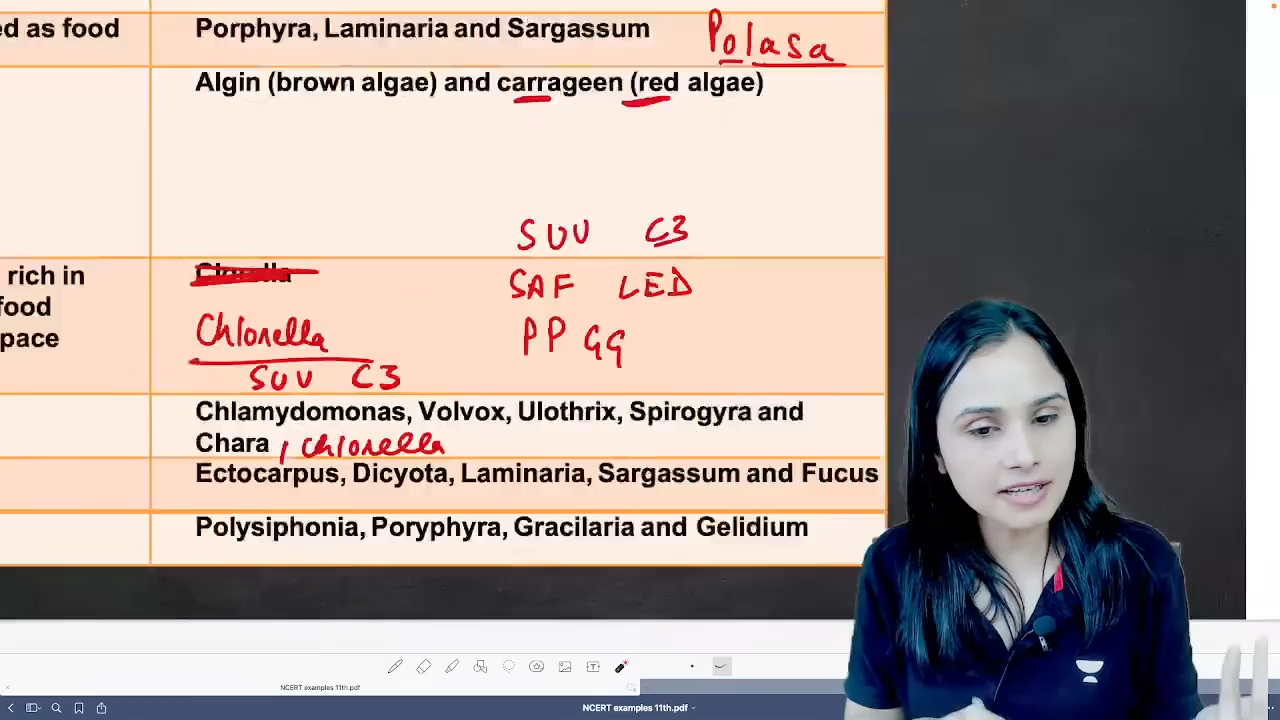 ed as food
Porphyra, Laminaria and Sargassum
Polasa
Algin (brown algae) and carrageen (red algae)
SUV C3
SAF LED
PP GG
rich in
food
pace
Chlorella
SUV C3
Chlamydomonas, Volvox, Ulothrix, Spirogyra and
Chara , chlorella
Ectocarpus, Dicyota, Laminaria, Sargassum and Fucus
Polysiphonia, Poryphyra, Gracilaria and Gelidium
NCERT examples 11th.pdf
NCERT examples 11th.pdf